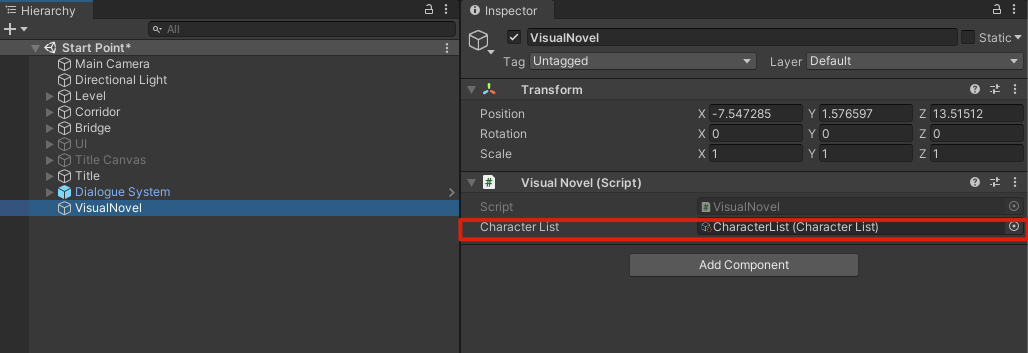 Hierarchy
All
Start Point*
Main Camera
Directional Light
Level
Corridor
Bridge
UI
Title Canvas
Title
Dialogue System
VisualNovel
Inspector
VisualNovel Static
Tag Untagged Layer Default
Transform
Position X -7.547285 Y 1.576597 Z 13.51512
Rotation X 0 Y 0 Z 0
Scale X 1 Y 1 Z 1
Visual Novel (Script)
Script VisualNovel
Character List CharacterList (Character List)
Add Component